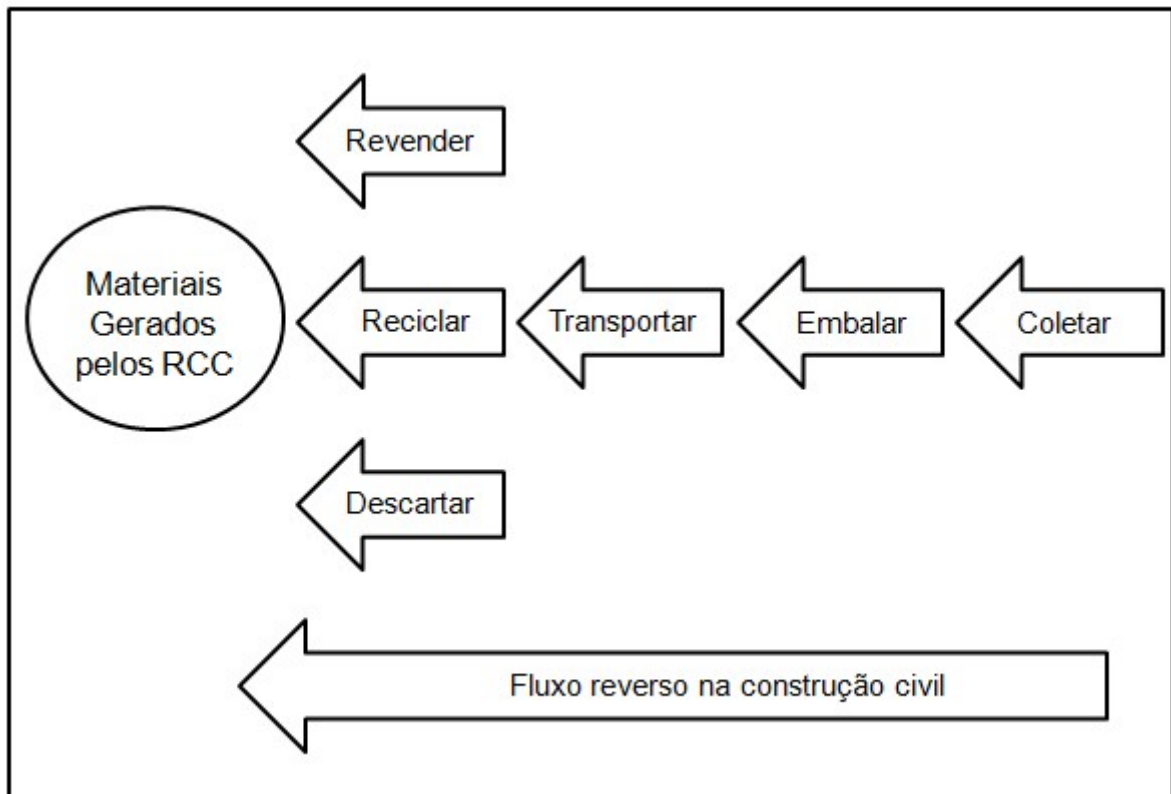 Revender
Materiais
Gerados
pelos RCC
Reciclar
Transportar
Embalar
Coletar
Descartar
Fluxo reverso na construção civil